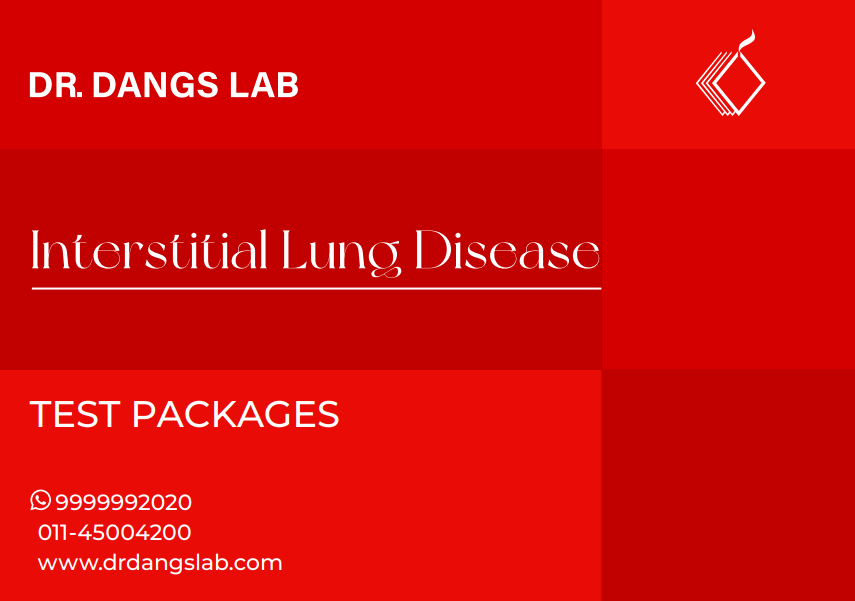 DR. DANGS LAB
Interstitial Lung Disease
TEST PACKAGES
9999992020
011-45004200
www.drdangslab.com